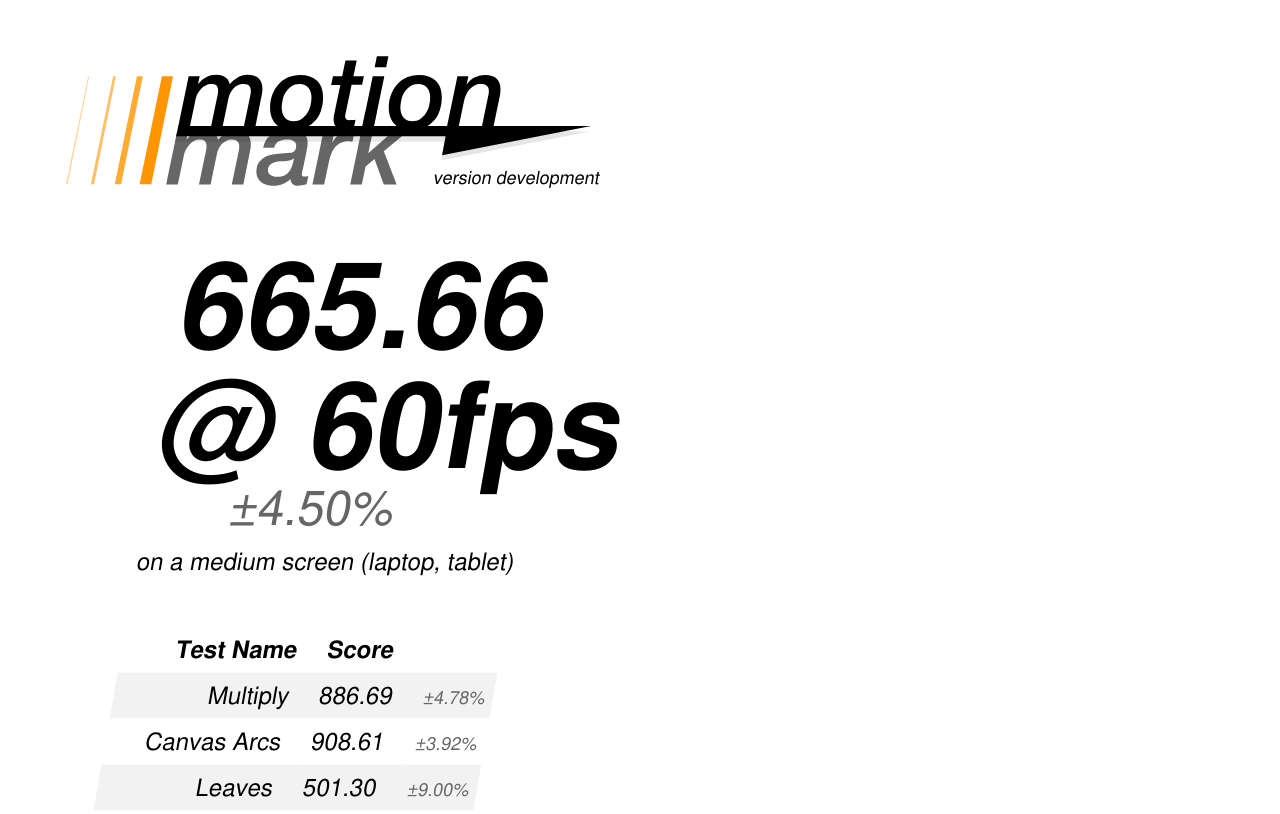 motion
mark
version development
665.66
@ 60fps
±4.50%
on a medium screen (laptop, tablet)
Test Name Score
Multiply 886.69 ±4.78%
Canvas Arcs 908.61 ±3.92%
Leaves 501.30 ±9.00%